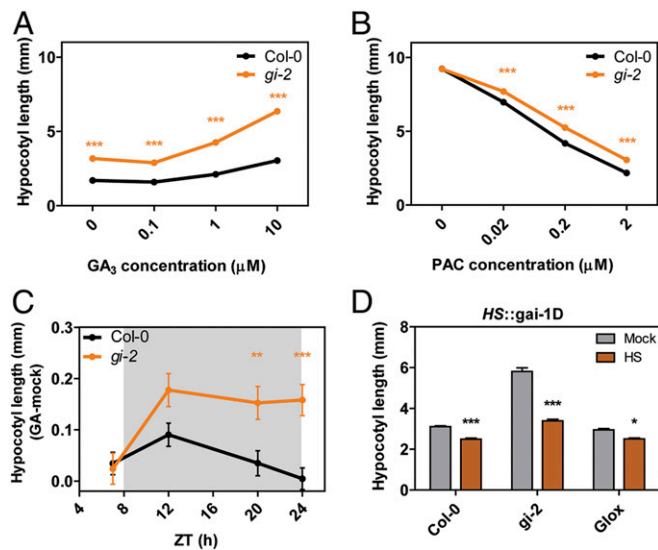 A
Hypocotyl length (mm)
10
5
0
Col-0
gi-2
***
***
***
***
0
0.1
1
10
GA₃ concentration (μM)
B
Hypocotyl length (mm)
10
5
0
Col-0
gi-2
***
***
***
0
0.02
0.2
2
PAC concentration (μM)
C
Hypocotyl length (mm)
(GA-mock)
0.3
0.2
0.1
0.0
Col-0
gi-2
**
***
4
8
12
16
20
24
ZT (h)
D
HS::gai-1D
Hypocotyl length (mm)
8
6
4
2
0
Mock
HS
***
***
*
Col-0
gi-2
Glox